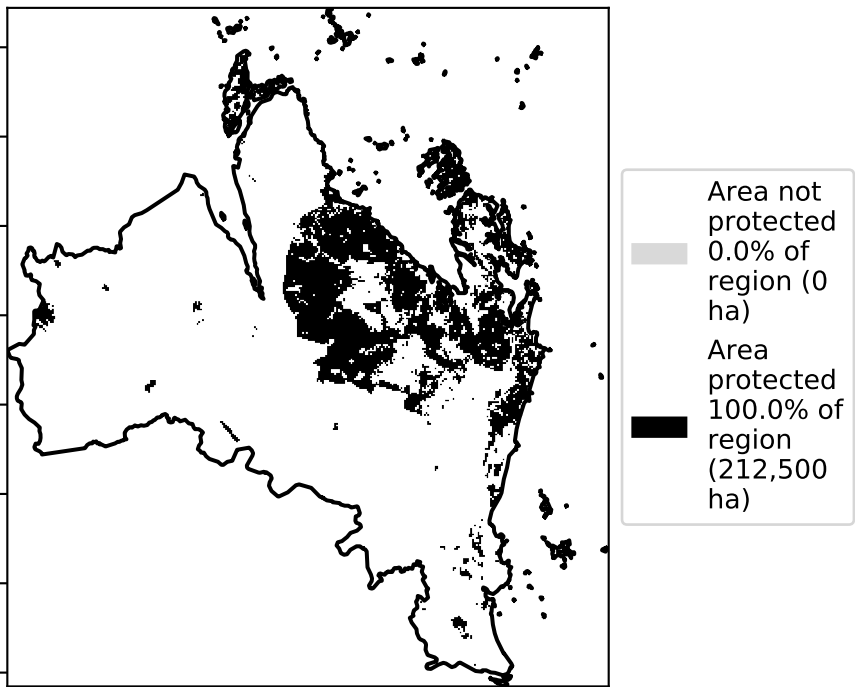 Area not
protected
0.0% of
region (0
ha)
Area
protected
100.0% of
region
(212,500
ha)